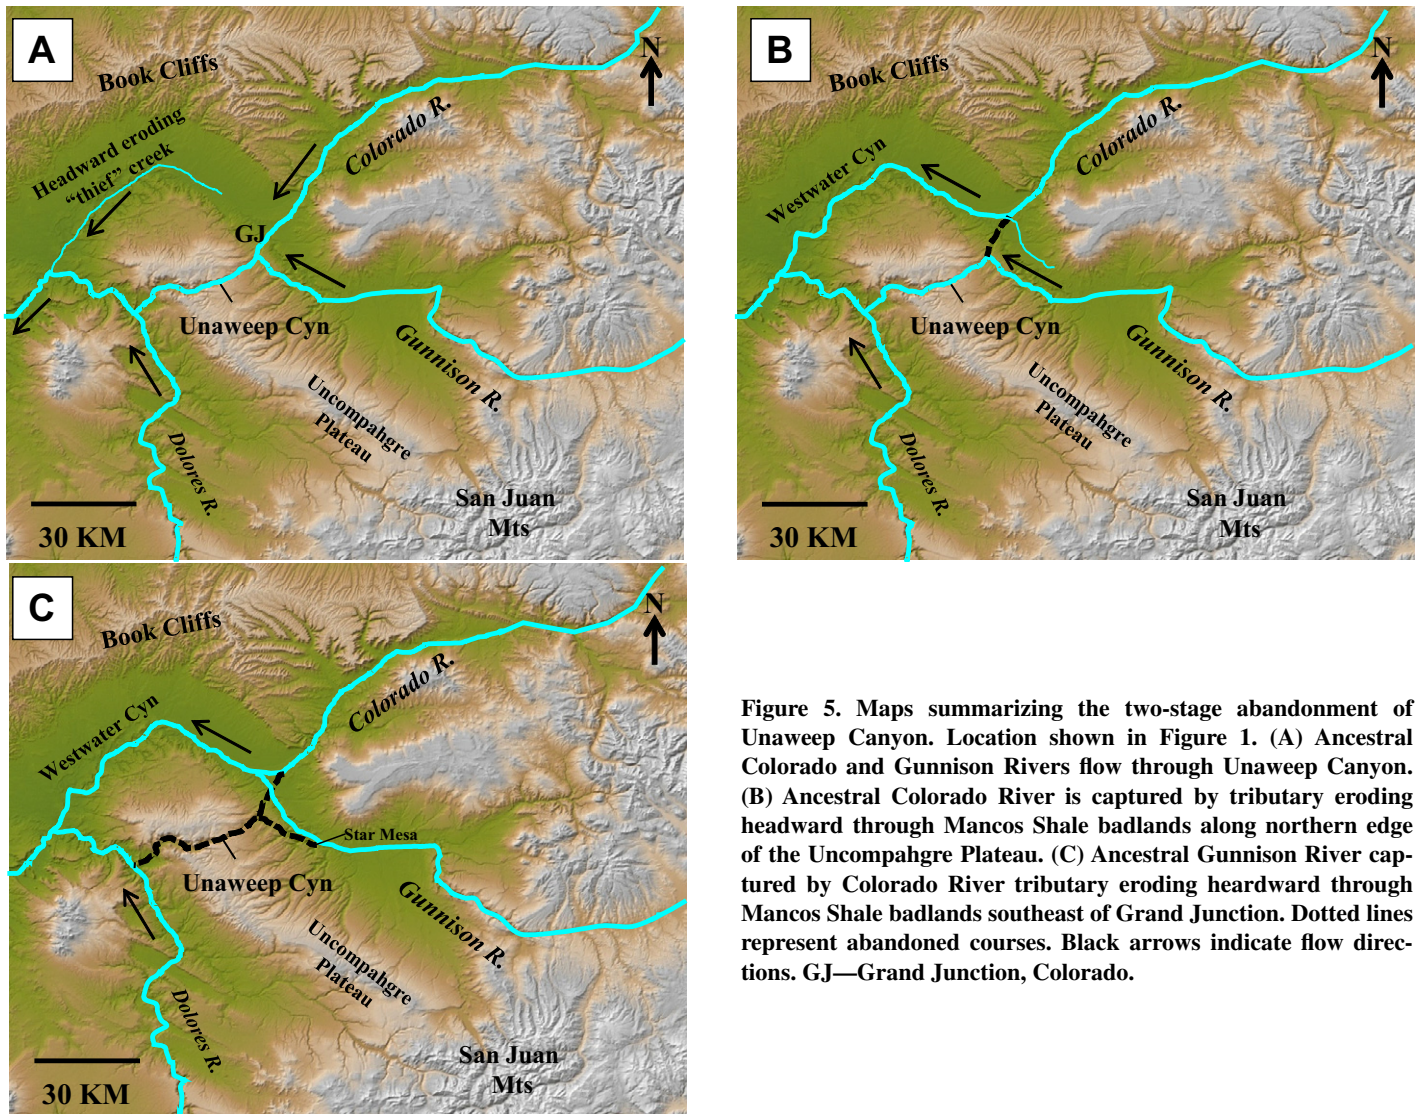 A
N
Book Cliffs
Colorado R.
Headward eroding
“thief” creek
GJ
Unaweep Cyn
Gunnison R.
Uncompahgre
Plateau
Dolores R.
San Juan
Mts
30 KM
B
N
Book Cliffs
Colorado R.
Westwater Cyn
Unaweep Cyn
Gunnison R.
Uncompahgre
Plateau
Dolores R.
San Juan
Mts
30 KM
C
N
Book Cliffs
Colorado R.
Westwater Cyn
Star Mesa
Unaweep Cyn
Gunnison R.
Uncompahgre
Plateau
Dolores R.
San Juan
Mts
30 KM
Figure 5. Maps summarizing the two-stage abandonment of
Unaweep Canyon. Location shown in Figure 1. (A) Ancestral
Colorado and Gunnison Rivers flow through Unaweep Canyon.
(B) Ancestral Colorado River is captured by tributary eroding
headward through Mancos Shale badlands along northern edge
of the Uncompahgre Plateau. (C) Ancestral Gunnison River cap-
tured by Colorado River tributary eroding heardward through
Mancos Shale badlands southeast of Grand Junction. Dotted lines
represent abandoned courses. Black arrows indicate flow direc-
tions. GJ—Grand Junction, Colorado.